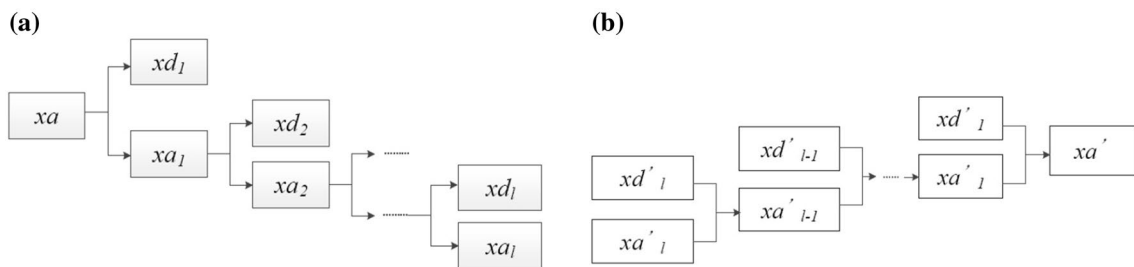 (a)
xa
xd₁
xa₁
xd₂
xa₂
.........
.........
xdₗ
xaₗ
(b)
xd'ₗ
xa'ₗ
xd'ₗ₋₁
xa'ₗ₋₁
......
xd'₁
xa'₁
xa'